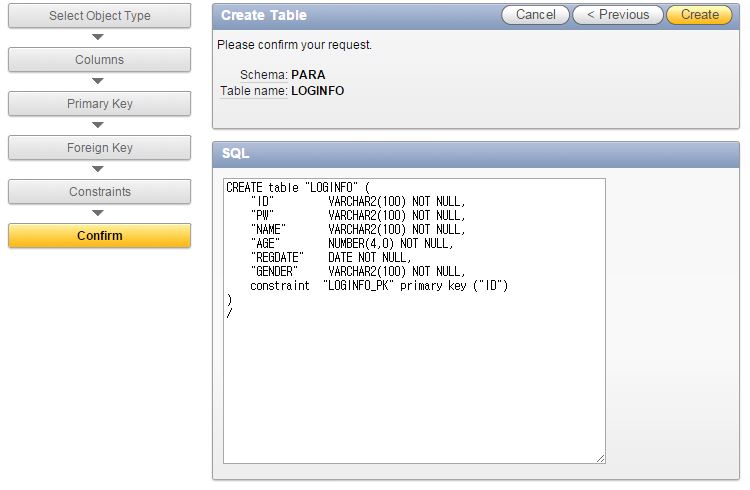 Select Object Type
Columns
Primary Key
Foreign Key
Constraints
Confirm
Create Table
Cancel
< Previous
Create
Please confirm your request.
Schema: PARA
Table name: LOGINFO
SQL
CREATE table "LOGINFO" (
    "ID"         VARCHAR2(100) NOT NULL,
    "PW"         VARCHAR2(100) NOT NULL,
    "NAME"       VARCHAR2(100) NOT NULL,
    "AGE"        NUMBER(4,0) NOT NULL,
    "REGDATE"    DATE NOT NULL,
    "GENDER"     VARCHAR2(100) NOT NULL,
    constraint  "LOGINFO_PK" primary key ("ID")
)
/